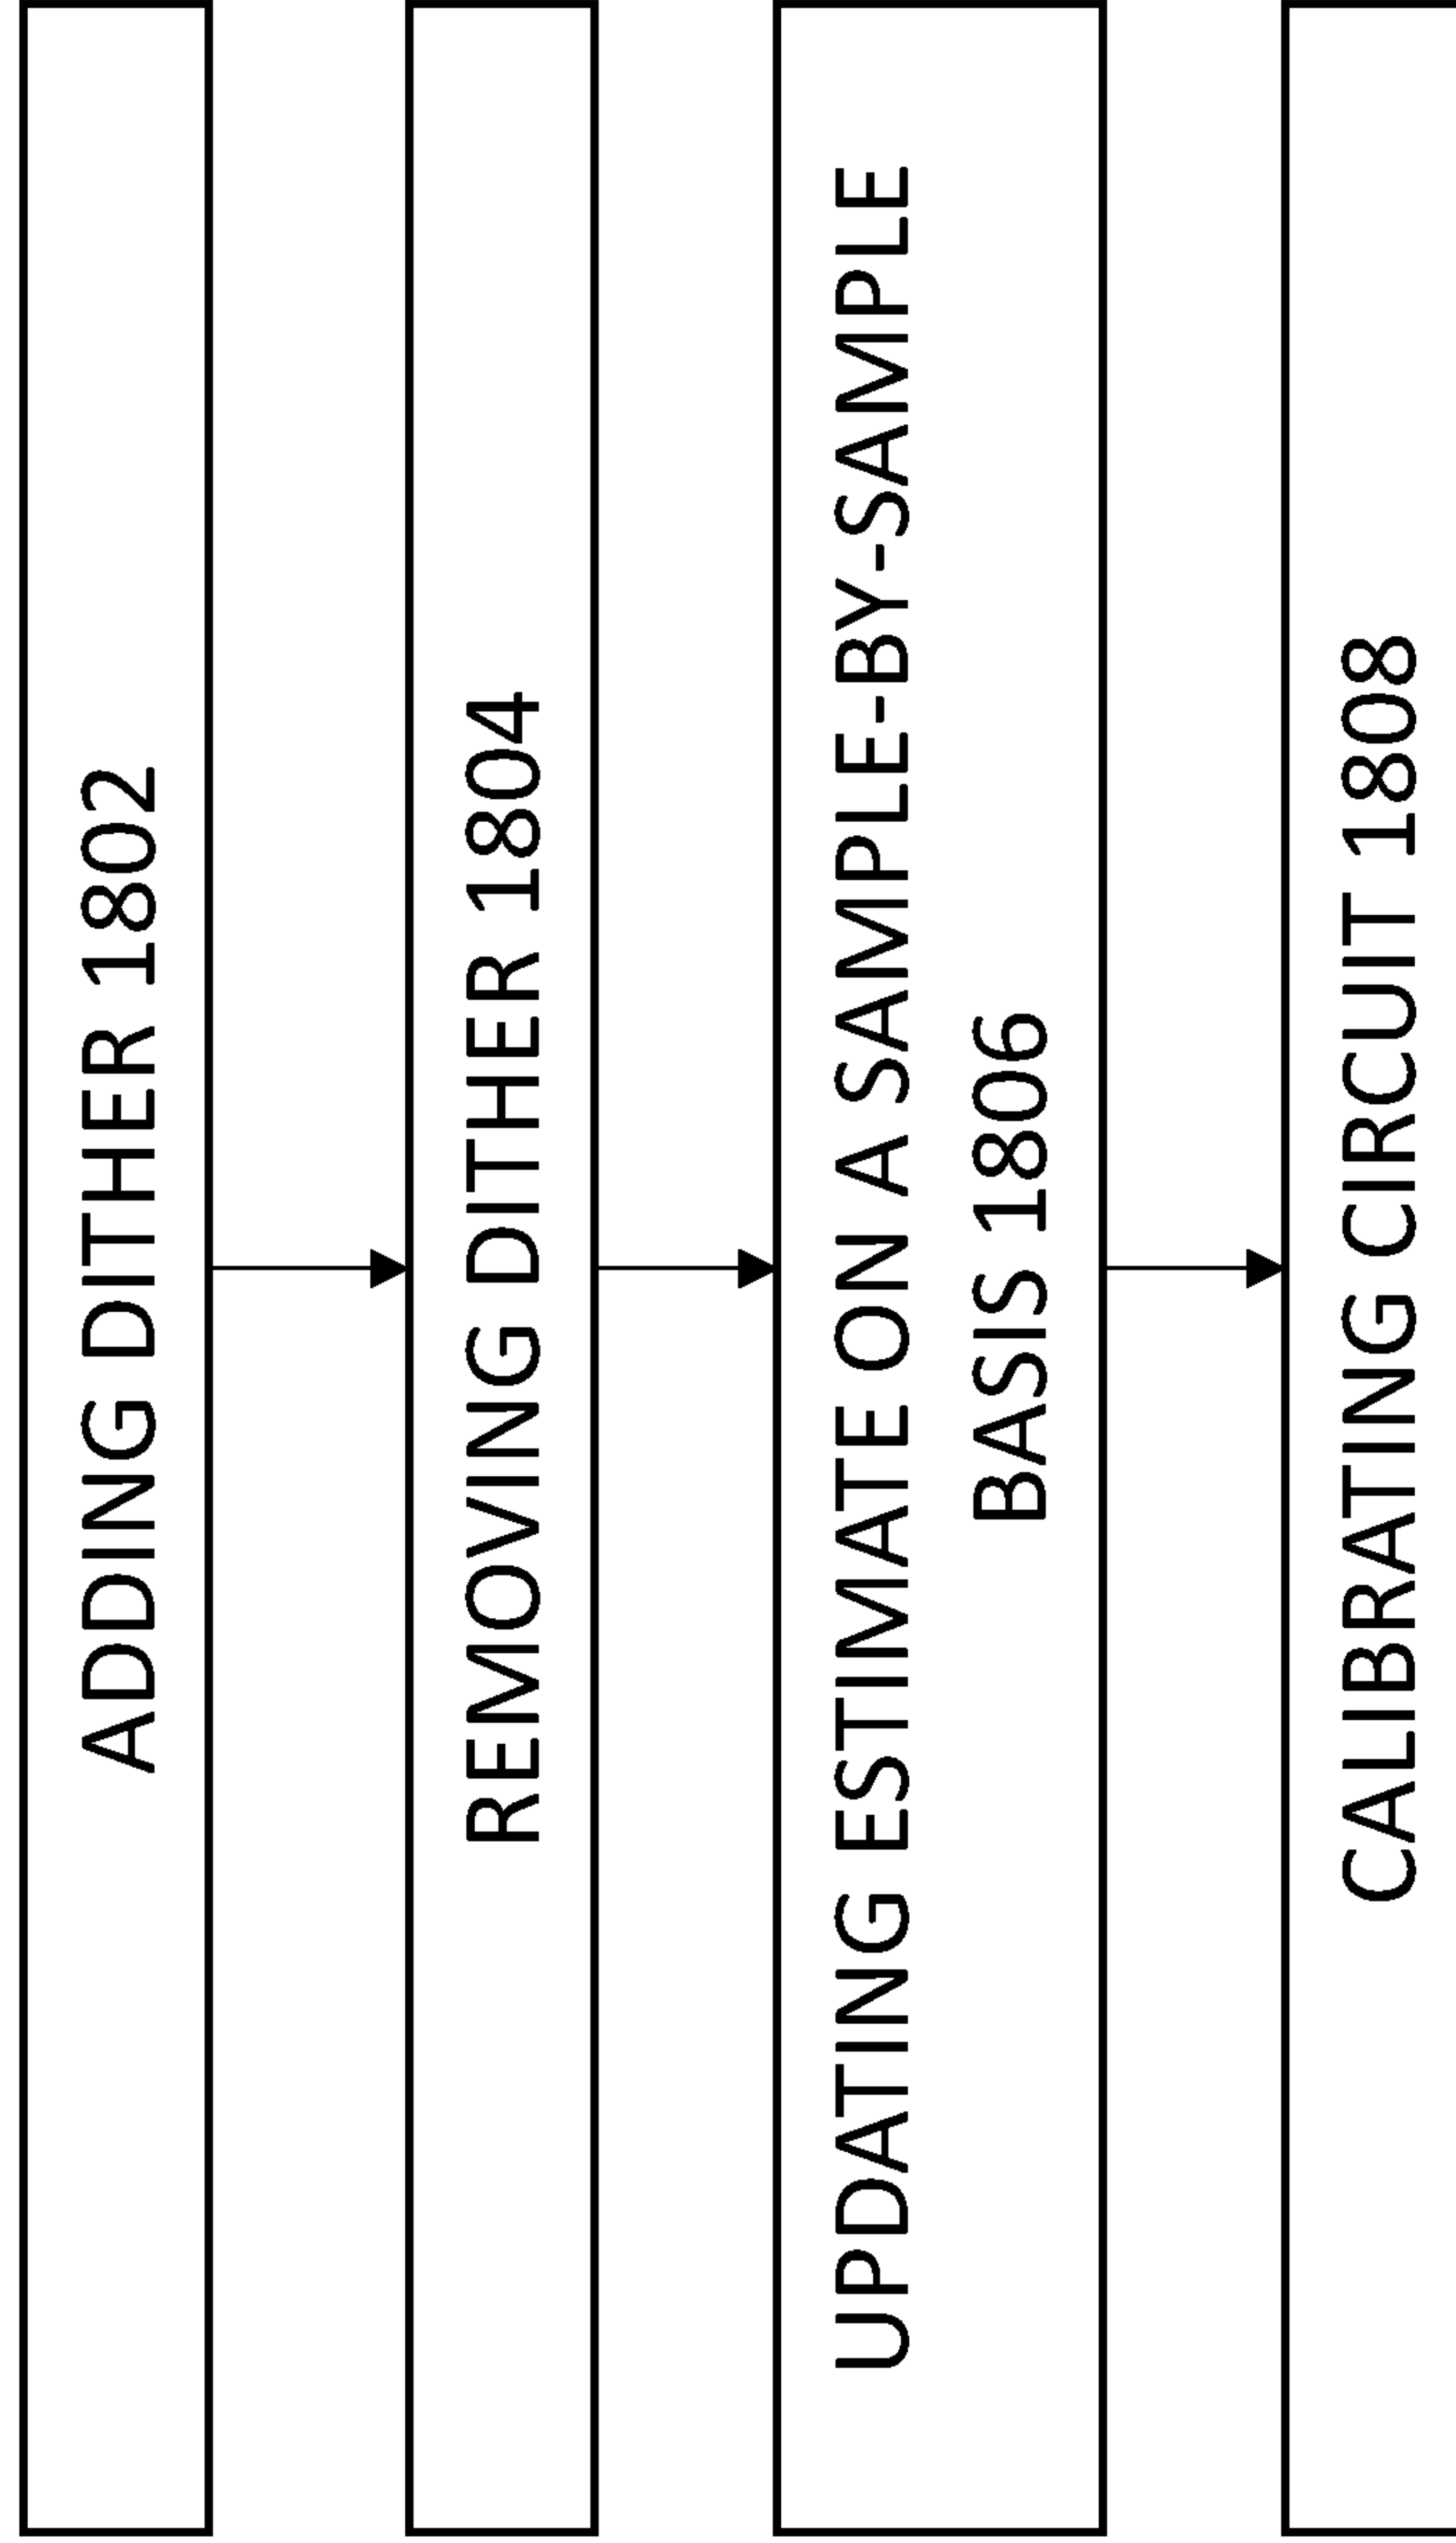 ADDING DITHER 1802
REMOVING DITHER 1804
UPDATING ESTIMATE ON A SAMPLE-BY-SAMPLE
BASIS 1806
CALIBRATING CIRCUIT 1808